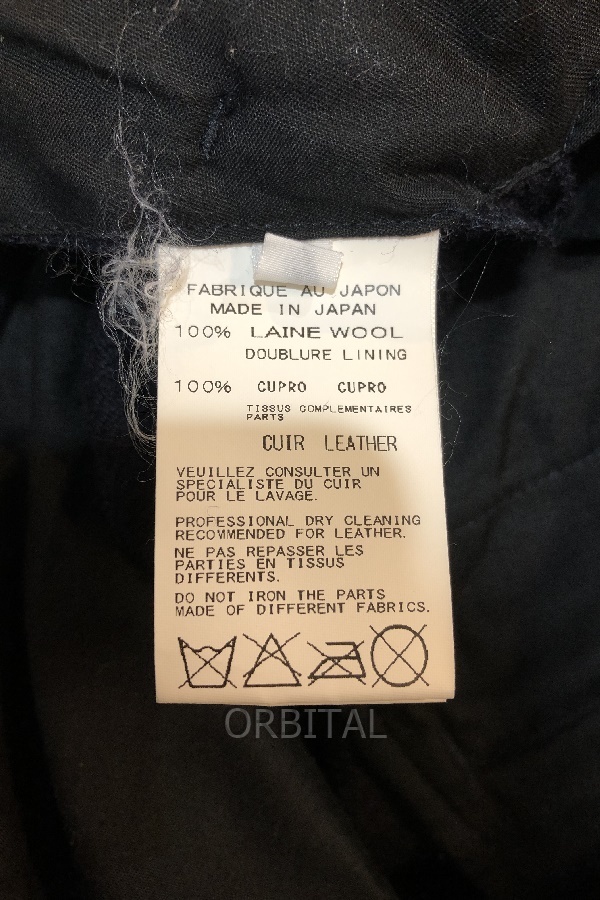 FABRIQUE AU JAPON
MADE IN JAPAN
100% LAINE WOOL
DOUBLURE LINING
100% CUPRO CUPRO
TISSUS COMPLEMENTAIRES
PARTS
CUIR LEATHER
VEUILLEZ CONSULTER UN
SPECIALISTE DU CUIR
POUR LE LAVAGE.
PROFESSIONAL DRY CLEANING
RECOMMENDED FOR LEATHER.
NE PAS REPASSER LES
PARTIES EN TISSUS
DIFFERENTS.
DO NOT IRON THE PARTS
MADE OF DIFFERENT FABRICS.
ORBITAL